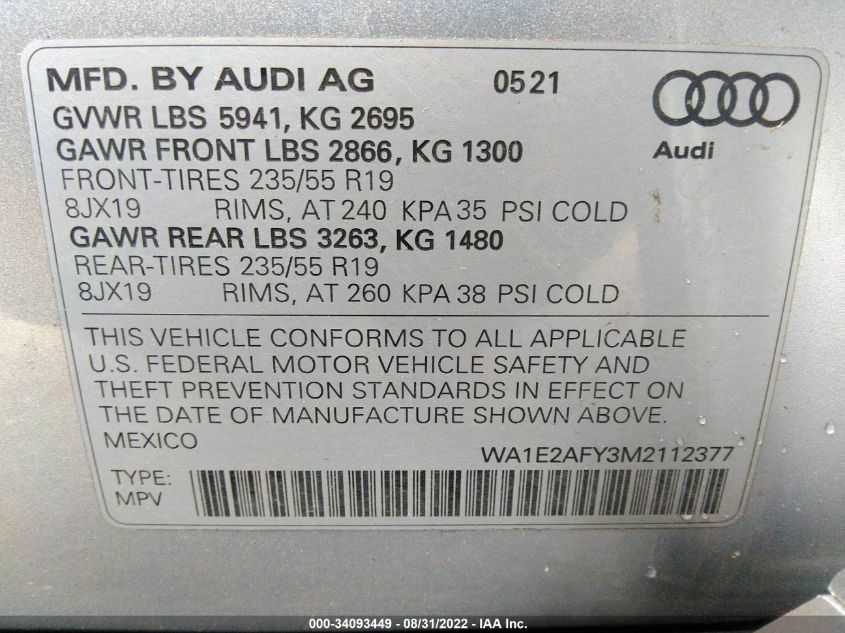 MFD. BY AUDI AG 0521
GVWR LBS 5941, KG 2695
GAWR FRONT LBS 2866, KG 1300
Audi
FRONT-TIRES 235/55 R19
8JX19 RIMS, AT 240 KPA 35 PSI COLD
GAWR REAR LBS 3263, KG 1480
REAR-TIRES 235/55 R19
8JX19 RIMS, AT 260 KPA 38 PSI COLD
THIS VEHICLE CONFORMS TO ALL APPLICABLE
U.S. FEDERAL MOTOR VEHICLE SAFETY AND
THEFT PREVENTION STANDARDS IN EFFECT ON
THE DATE OF MANUFACTURE SHOWN ABOVE.
MEXICO
WA1E2AFY3M2112377
TYPE:
MPV
000-34093449 - 08/31/2022 - IAA Inc.